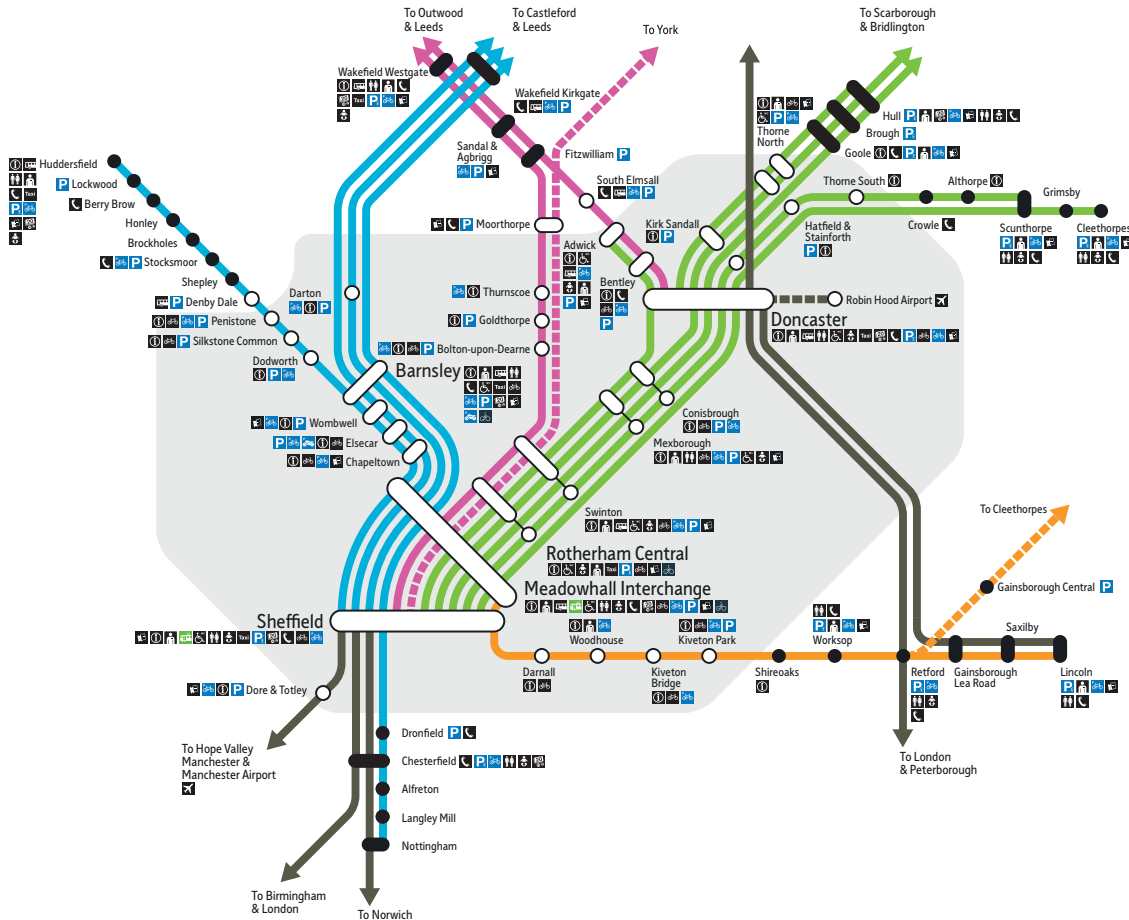 To Outwood
& Leeds
To Castleford
& Leeds
To York
To Scarborough
& Bridlington
Wakefield Westgate
Wakefield Kirkgate
Hull
Brough
Goole
Thorne
North
Sandal &
Agbrigg
Fitzwilliam
South Elmsall
Huddersfield
Lockwood
Berry Brow
Honley
Brockholes
Stocksmoor
Shepley
Denby Dale
Penistone
Silkstone Common
Dodworth
Darton
Moorthorpe
Adwick
Kirk Sandall
Thorne South
Althorpe
Grimsby
Hatfield &
Stainforth
Crowle
Scunthorpe
Cleethorpes
Bentley
Thurnscoe
Goldthorpe
Bolton-upon-Dearne
Robin Hood Airport
Doncaster
Taxi
Barnsley
Taxi
Wombwell
Elsecar
Chapeltown
Conisbrough
Mexborough
Swinton
Rotherham Central
Taxi
Meadowhall Interchange
Sheffield
Taxi
To Cleethorpes
Gainsborough Central
Woodhouse
Kiveton Park
Worksop
Saxilby
Darnall
Kiveton
Bridge
Shireoaks
Retford
Gainsborough
Lea Road
Lincoln
Dore & Totley
Dronfield
Chesterfield
Alfreton
Langley Mill
Nottingham
To Hope Valley
Manchester &
Manchester Airport
To London
& Peterborough
To Birmingham
& London
To Norwich